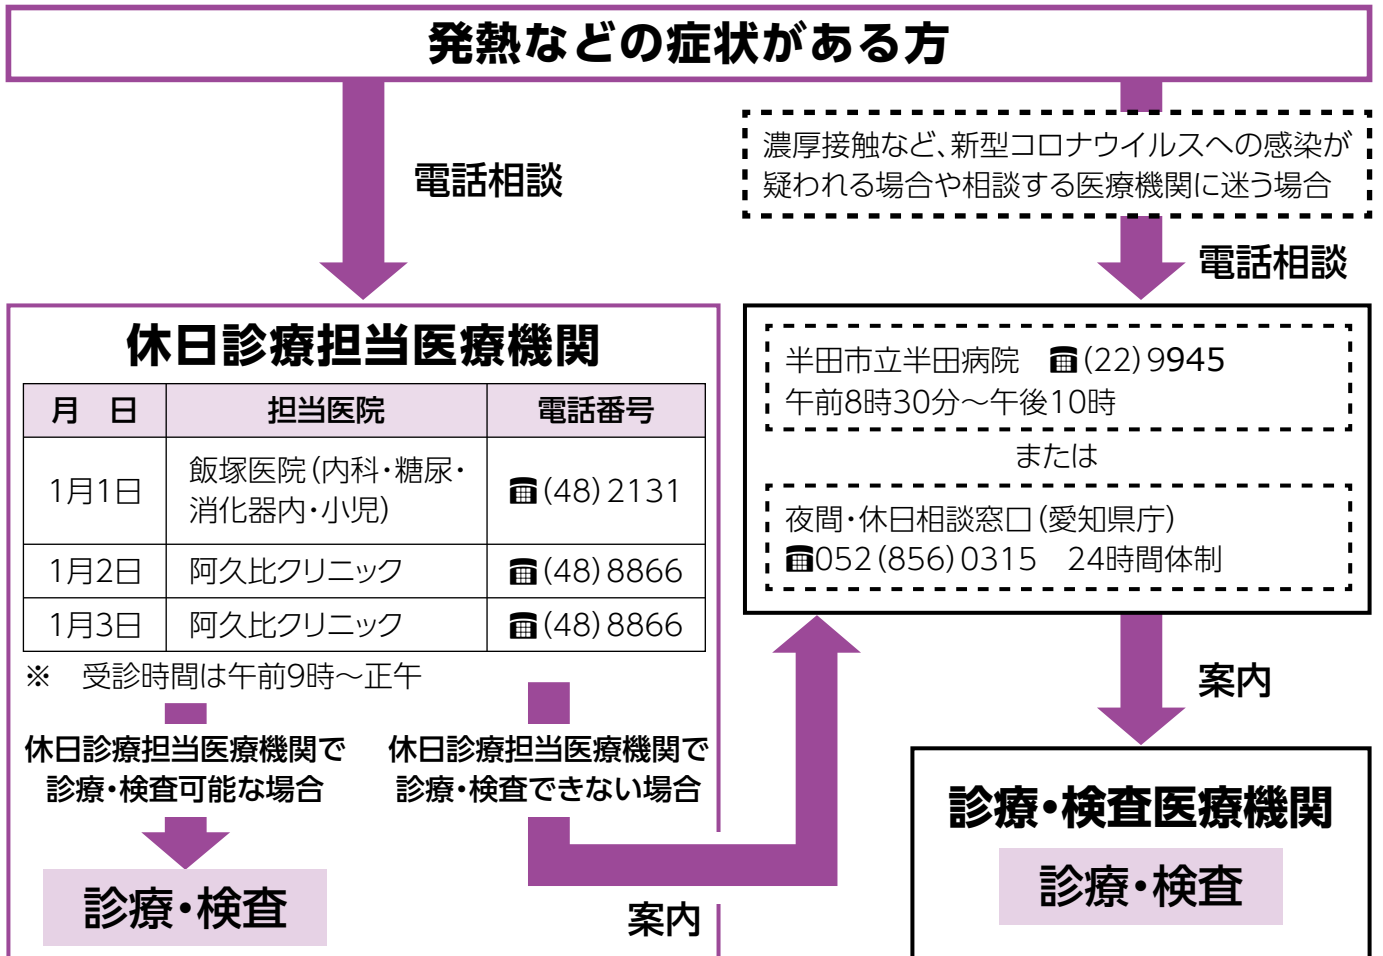 発熱などの症状がある方
電話相談
濃厚接触など、新型コロナウイルスへの感染が
疑われる場合や相談する医療機関に迷う場合
電話相談
休日診療担当医療機関
月　日 担当医院 電話番号
1月1日 飯塚医院(内科・糖尿・
消化器内・小児) ☎(48)2131
1月2日 阿久比クリニック ☎(48)8866
1月3日 阿久比クリニック ☎(48)8866
※　受診時間は午前9時～正午
休日診療担当医療機関で
診療・検査可能な場合
診療・検査
休日診療担当医療機関で
診療・検査できない場合
案内
半田市立半田病院　☎(22)9945
午前8時30分～午後10時
または
夜間・休日相談窓口(愛知県庁)
☎052(856)0315　24時間体制
案内
診療・検査医療機関
診療・検査